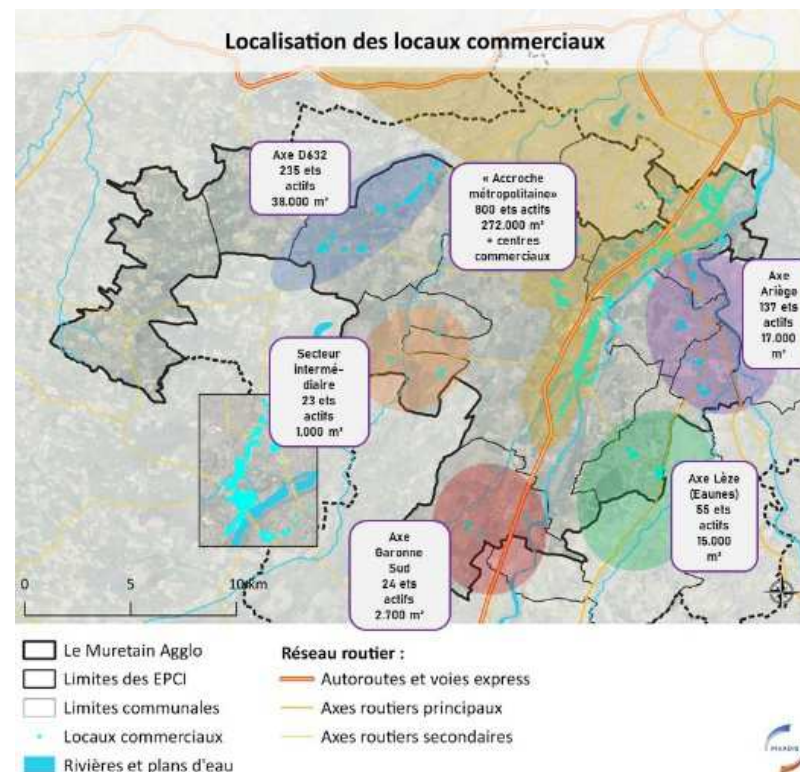 Localisation des locaux commerciaux
Axe D632
235 ets
actifs
38.000 m²
« Accroche
métropolitaine»
800 ets actifs
272.000 m²
+ centres
commerciaux
Axe
Ariège
137 ets
actifs
17.000
m²
Secteur
intermé-
diaire
23 ets
actifs
1.000 m²
Axe Lèze
(Eaunes)
55 ets
actifs
15.000
m²
Axe
Garonne
Sud
24 ets
actifs
2.700 m²
0 5 10 km
Le Muretain Agglo
Limites des EPCI
Limites communales
Locaux commerciaux
Rivières et plans d'eau
Réseau routier :
Autoroutes et voies express
Axes routiers principaux
Axes routiers secondaires